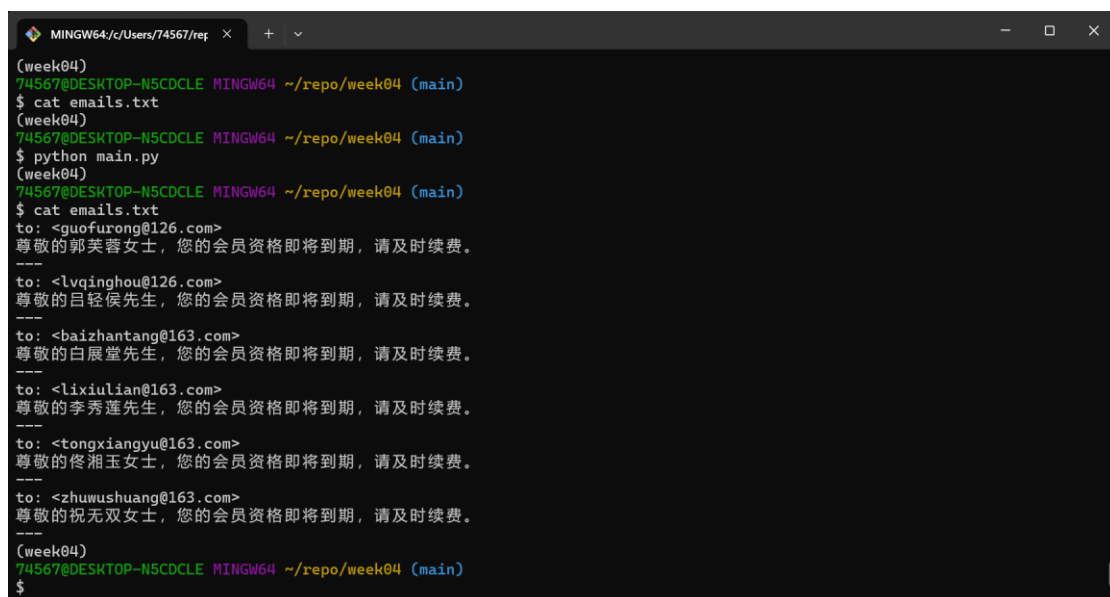 MINGW64:/c/Users/74567/rep
(week04)
74567@DESKTOP-N5CDCLE MINGW64 ~/repo/week04 (main)
$ cat emails.txt
(week04)
74567@DESKTOP-N5CDCLE MINGW64 ~/repo/week04 (main)
$ python main.py
(week04)
74567@DESKTOP-N5CDCLE MINGW64 ~/repo/week04 (main)
$ cat emails.txt
to: <guofurong@126.com>
尊敬的郭芙蓉女士，您的会员资格即将到期，请及时续费。
---
to: <lvqinghou@126.com>
尊敬的吕轻侯先生，您的会员资格即将到期，请及时续费。
---
to: <baizhantang@163.com>
尊敬的白展堂先生，您的会员资格即将到期，请及时续费。
---
to: <lixiulian@163.com>
尊敬的李秀莲先生，您的会员资格即将到期，请及时续费。
---
to: <tongxiangyu@163.com>
尊敬的佟湘玉女士，您的会员资格即将到期，请及时续费。
---
to: <zhuwushuang@163.com>
尊敬的祝无双女士，您的会员资格即将到期，请及时续费。
---
(week04)
74567@DESKTOP-N5CDCLE MINGW64 ~/repo/week04 (main)
$